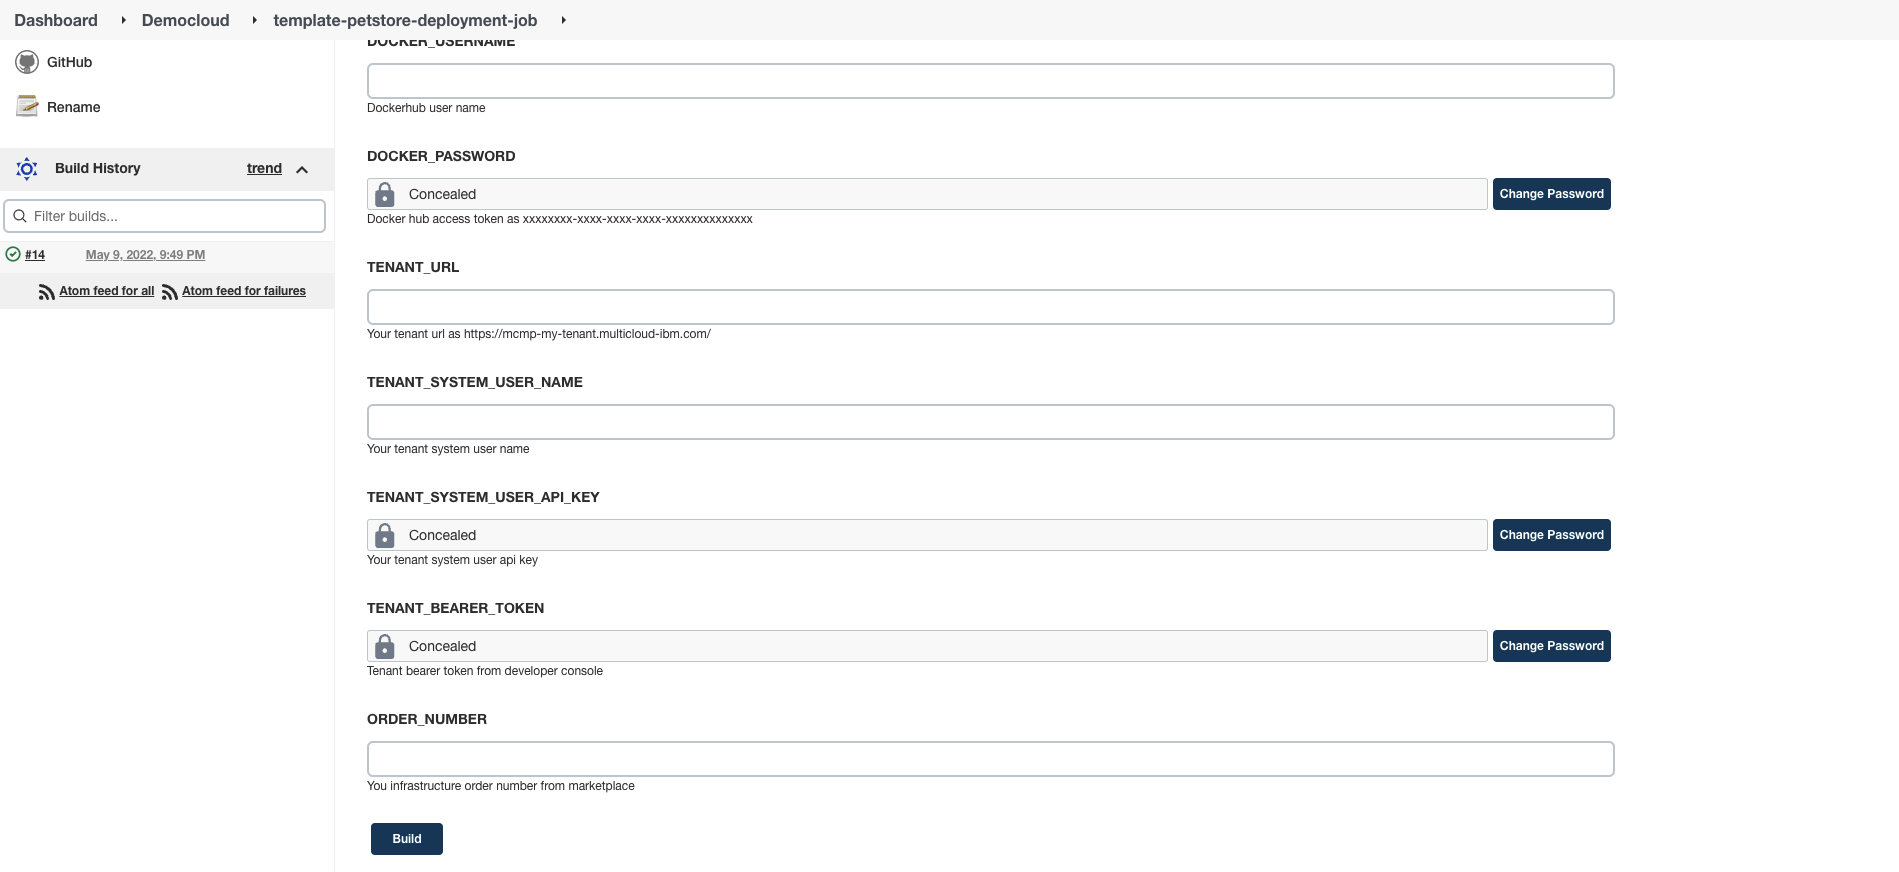 Dashboard
Democloud
template-petstore-deployment-job
GitHub
Rename
Build History
trend
Filter builds...
#14
May 9, 2022, 9:49 PM
Atom feed for all
Atom feed for failures
DOCKER_USERNAME
Dockerhub user name
DOCKER_PASSWORD
Concealed
Change Password
Docker hub access token as xxxxxxxx-xxxx-xxxx-xxxx-xxxxxxxxxxxxxx
TENANT_URL
Your tenant url as https://mcmp-my-tenant.multicloud-ibm.com/
TENANT_SYSTEM_USER_NAME
Your tenant system user name
TENANT_SYSTEM_USER_API_KEY
Concealed
Change Password
Your tenant system user api key
TENANT_BEARER_TOKEN
Concealed
Change Password
Tenant bearer token from developer console
ORDER_NUMBER
You infrastructure order number from marketplace
Build